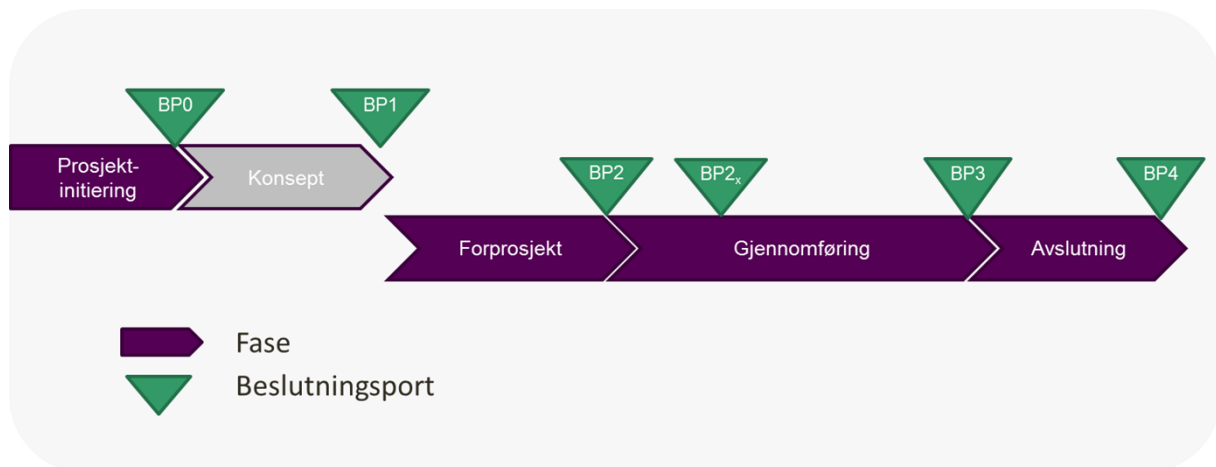 BP0
BP1
Prosjekt-
initiering
Konsept
BP2
BP2x
BP3
BP4
Forprosjekt
Gjennomføring
Avslutning
Fase
Beslutningsport